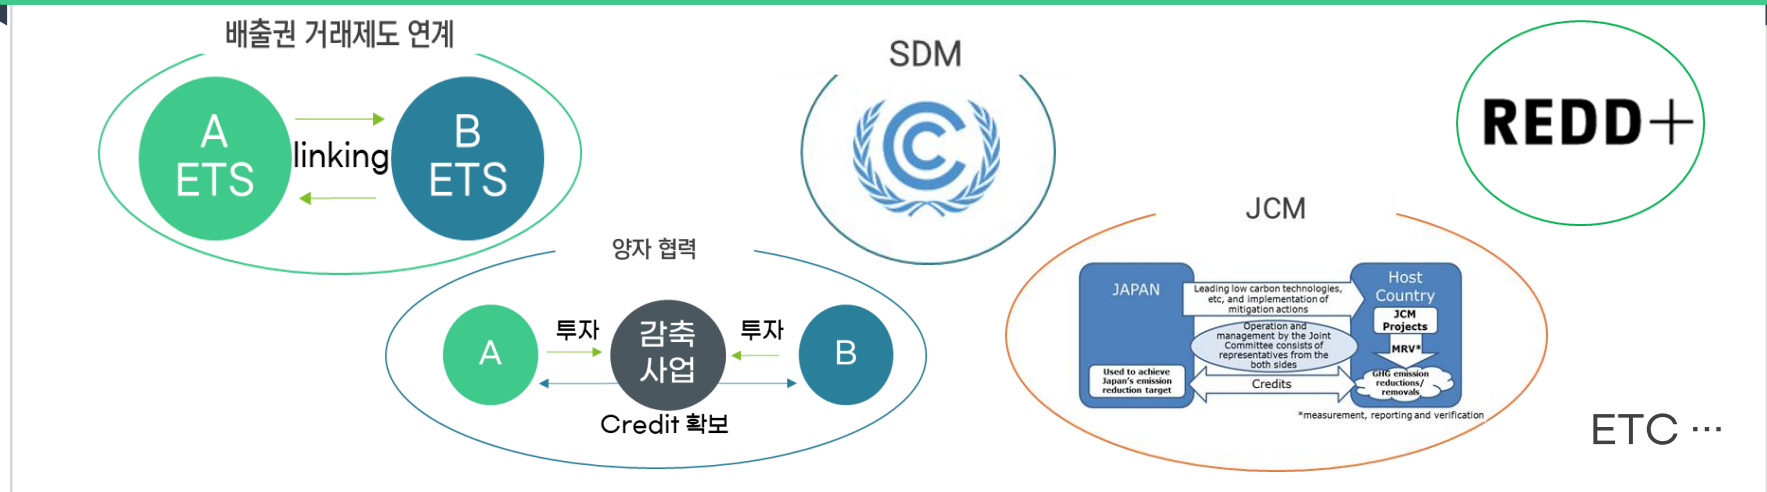 배출권 거래제도 연계
A
ETS
linking
B
ETS
SDM
REDD+
양자 협력
A
투자
감축
사업
투자
B
Credit 확보
JCM
JAPAN
Leading low carbon technologies,
etc, and implementation of
mitigation actions
Host
Country
JCM
Projects
Operation and
management by the Joint
Committee consists of
representatives from the
both sides
MRV*
Used to achieve
Japan's emission
reduction target
Credits
GHG emission
reductions/
removals
*measurement, reporting and verification
ETC ···